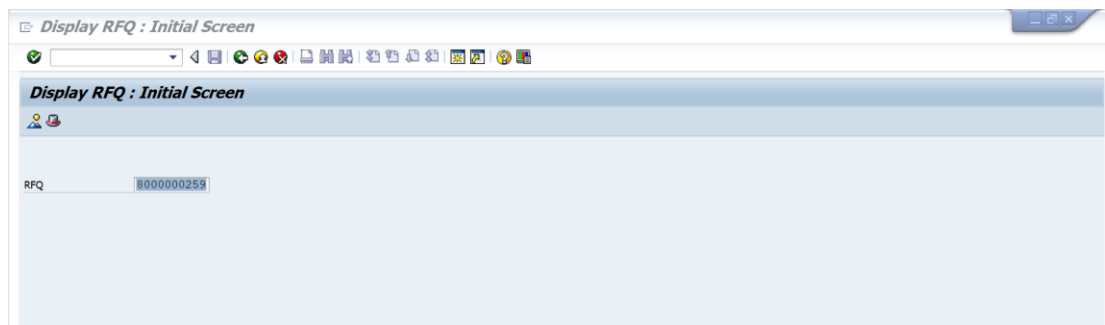 Display RFQ : Initial Screen
Display RFQ : Initial Screen
RFQ 8000000259